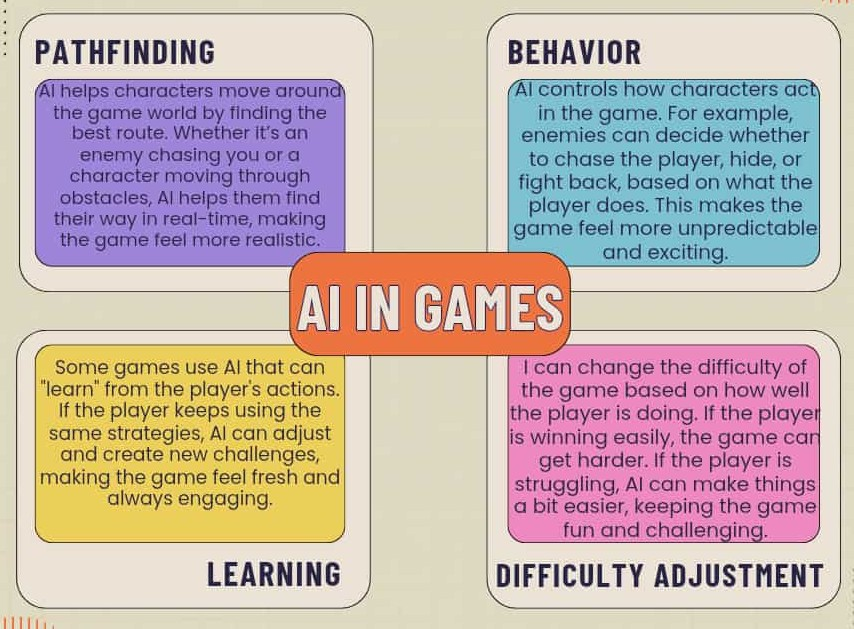 PATHFINDING
AI helps characters move around
the game world by finding the
best route. Whether it's an
enemy chasing you or a
character moving through
obstacles, AI helps them find
their way in real-time, making
the game feel more realistic.
BEHAVIOR
AI controls how characters act
in the game. For example,
enemies can decide whether
to chase the player, hide, or
fight back, based on what the
player does. This makes the
game feel more unpredictable
and exciting.
AI IN GAMES
Some games use AI that can
"learn" from the player's actions.
If the player keeps using the
same strategies, AI can adjust
and create new challenges,
making the game feel fresh and
always engaging.
LEARNING
I can change the difficulty of
the game based on how well
the player is doing. If the player
is winning easily, the game can
get harder. If the player is
struggling, AI can make things
a bit easier, keeping the game
fun and challenging.
DIFFICULTY ADJUSTMENT